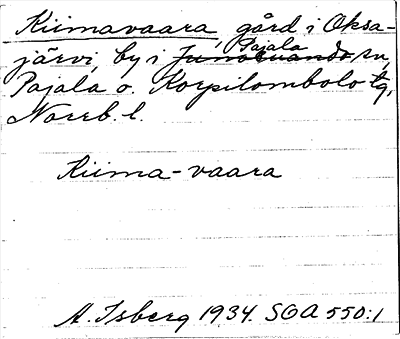 Kiimavaara, gård i Oksa-
järvi, by i Junosuando Pajala sn,
Pajala o. Korpilombolo tg,
Norrb. l.
Kiima-vaara
A. Isberg 1934. SOA 550:1